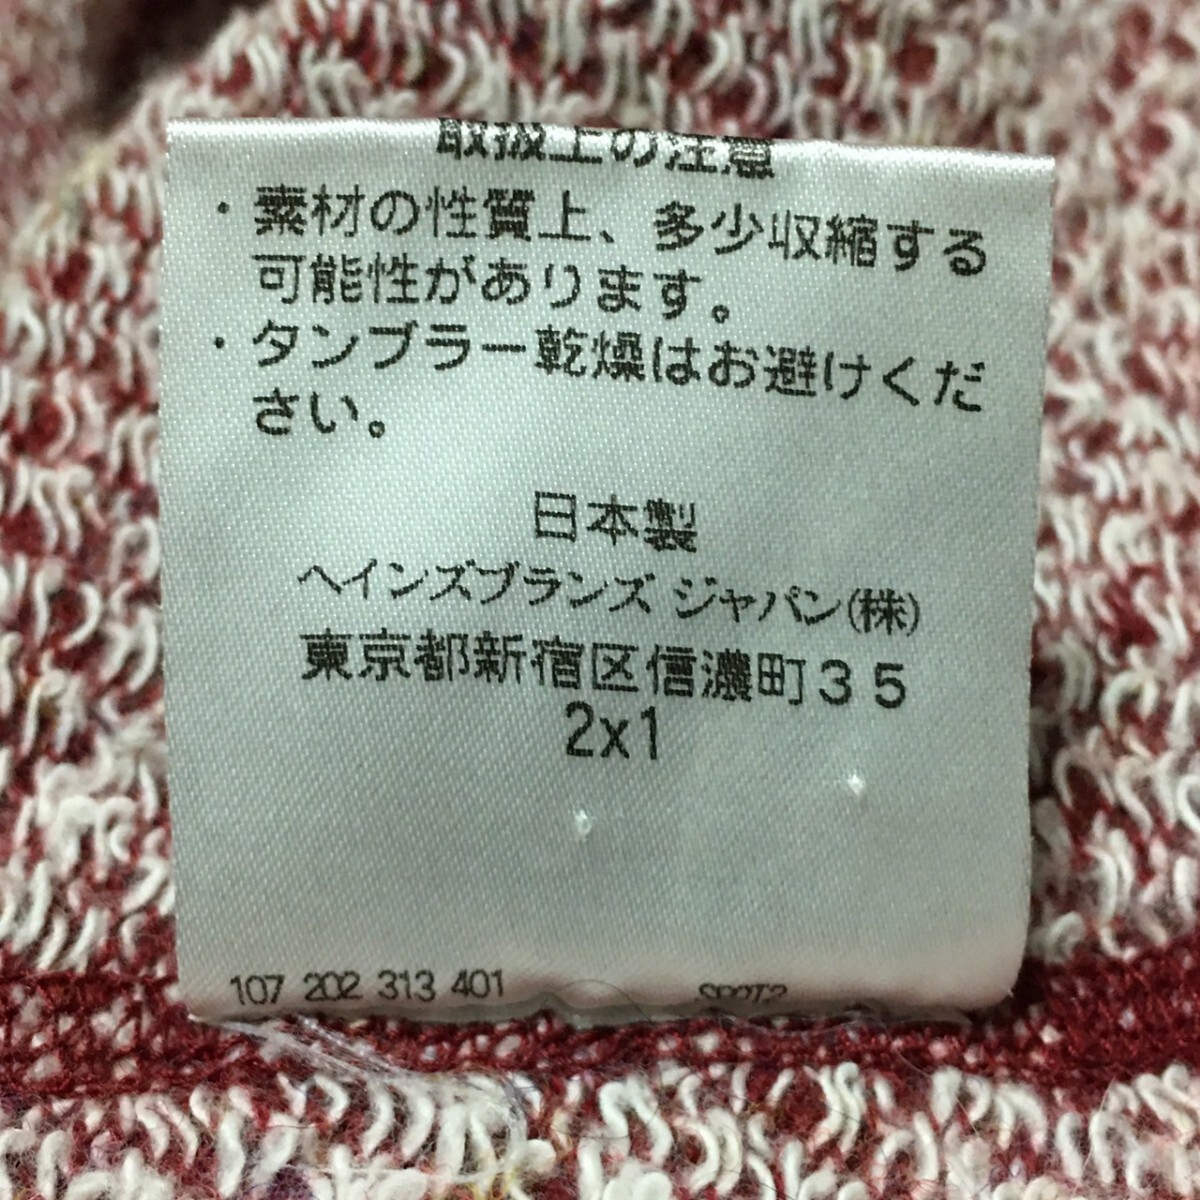 取扱上の注意
・素材の性質上、多少収縮する
可能性があります。
・タンブラー乾燥はお避けくだ
さい。
日本製
ヘインズブランズ ジャパン(株)
東京都新宿区信濃町35
2x1
107 202 313 401